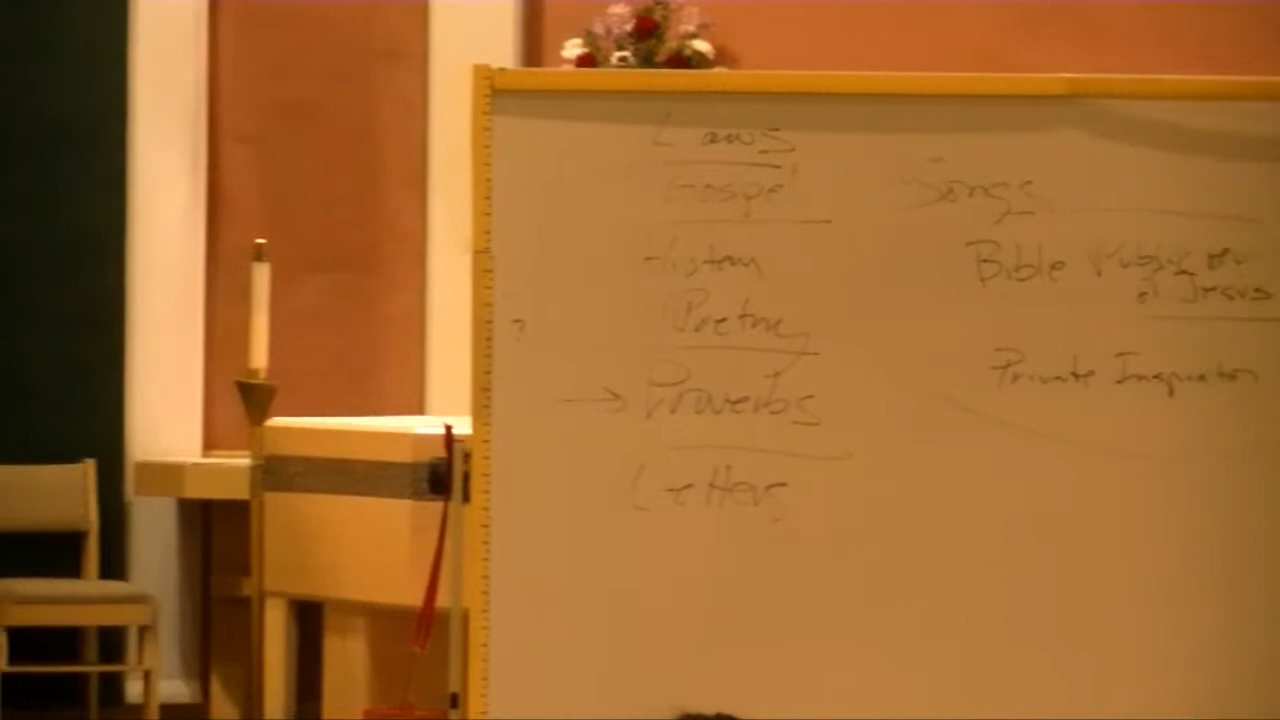 Laws
Gospel
History
?
Poetry
→ Proverbs
Letters
Songs
Bible
of Jesus
Private Inspiration